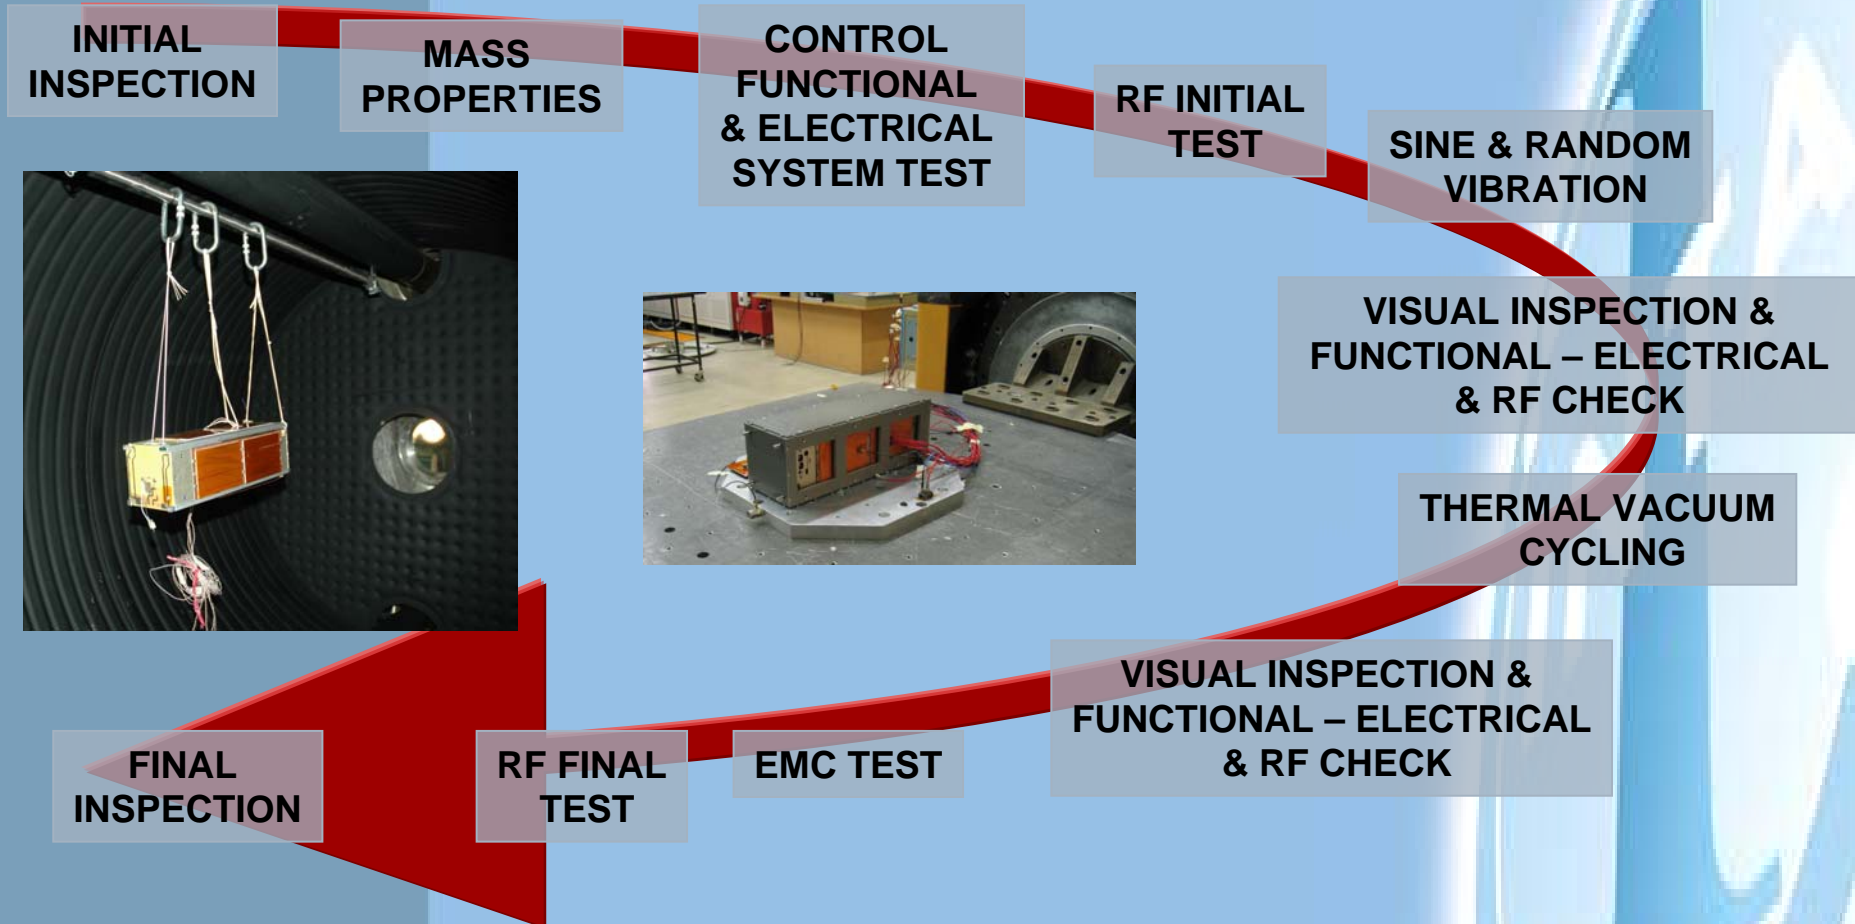 INITIAL
INSPECTION
MASS
PROPERTIES
CONTROL
FUNCTIONAL
& ELECTRICAL
SYSTEM TEST
RF INITIAL
TEST
SINE & RANDOM
VIBRATION
VISUAL INSPECTION &
FUNCTIONAL – ELECTRICAL
& RF CHECK
THERMAL VACUUM
CYCLING
VISUAL INSPECTION &
FUNCTIONAL – ELECTRICAL
& RF CHECK
EMC TEST
RF FINAL
TEST
FINAL
INSPECTION